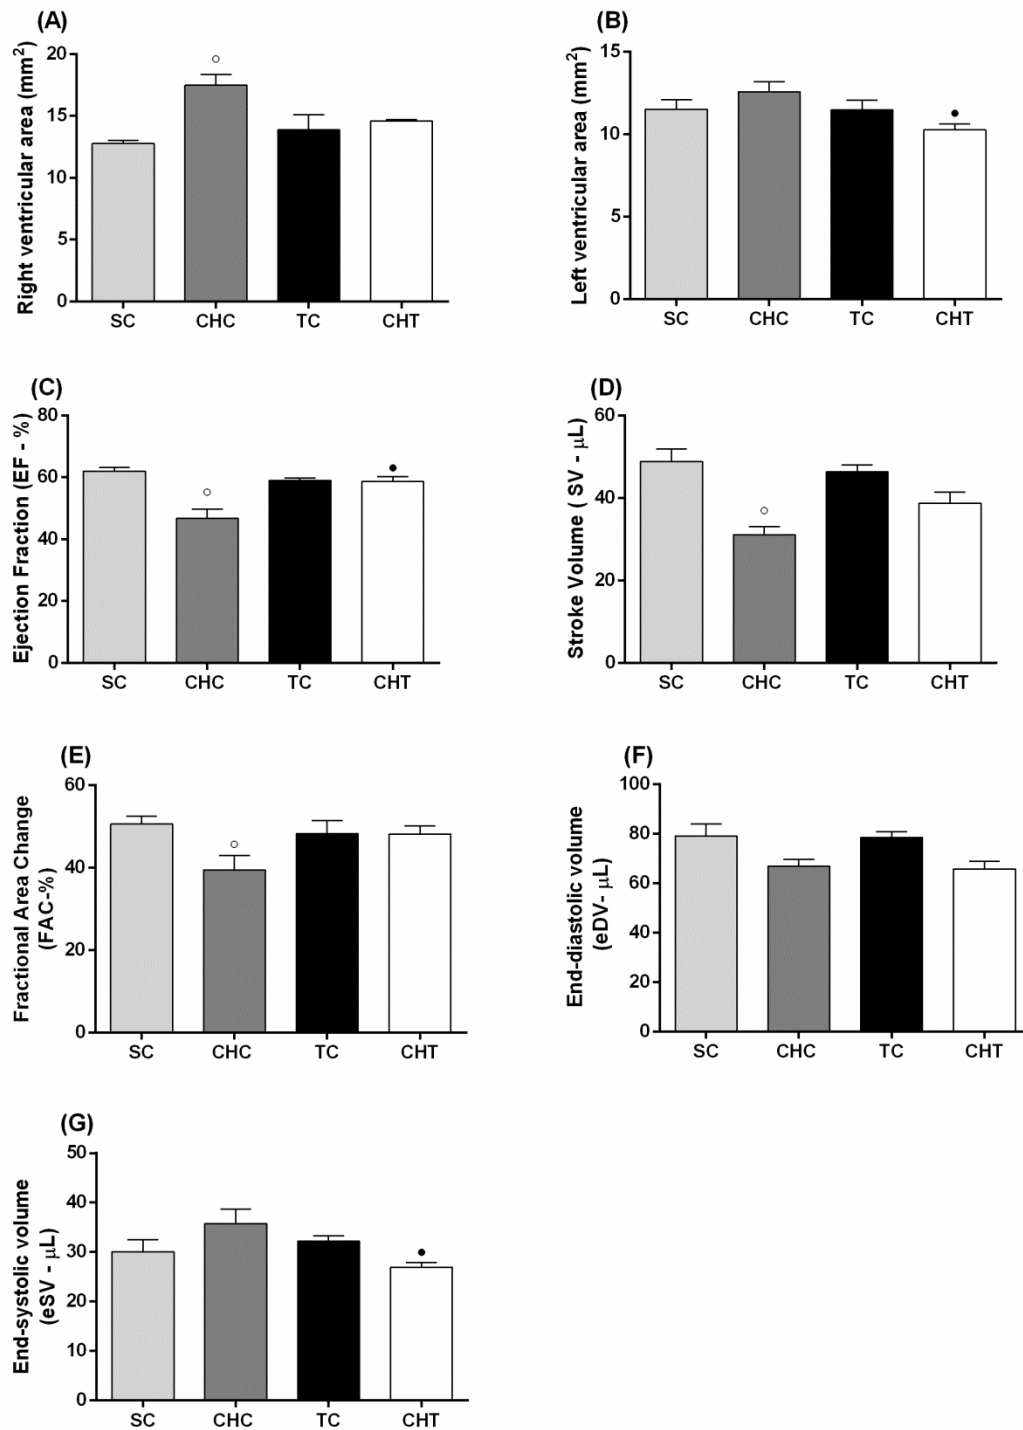 (A)
Right ventricular area (mm²)
20
15
10
5
0
SC CHC TC CHT
(B)
Left ventricular area (mm²)
15
10
5
0
SC CHC TC CHT
(C)
Ejection Fraction (EF - %)
80
60
40
20
0
SC CHC TC CHT
(D)
Stroke Volume ( SV - µL)
60
40
20
0
SC CHC TC CHT
(E)
Fractional Area Change
(FAC-%)
60
40
20
0
SC CHC TC CHT
(F)
End-diastolic volume
(eDV- µL)
100
80
60
40
20
0
SC CHC TC CHT
(G)
End-systolic volume
(eSV - µL)
50
40
30
20
10
0
SC CHC TC CHT